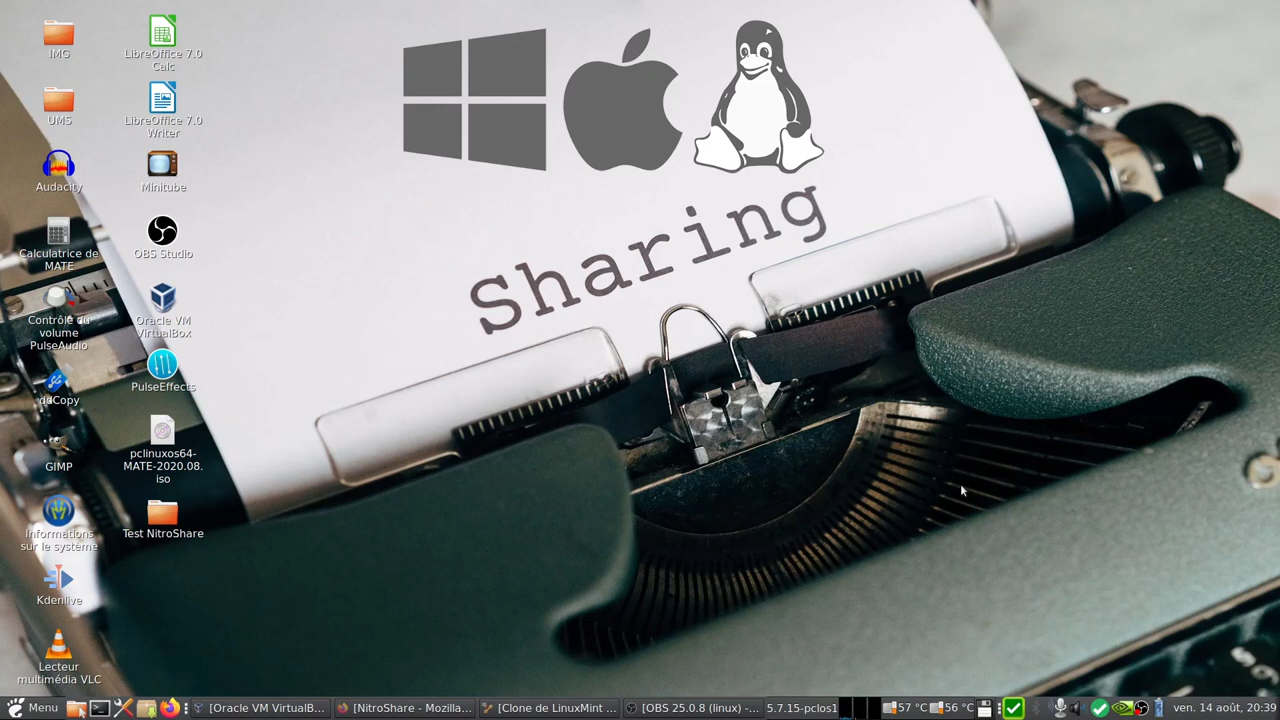 IMG
UMS
Audacity
Calculatrice de
MATE
Contrôle du
volume
PulseAudio
ddCopy
GIMP
Informations
sur le système
Kdenlive
Lecteur
multimédia VLC
LibreOffice 7.0
Calc
LibreOffice 7.0
Writer
Minitube
OBS Studio
Oracle VM
VirtualBox
PulseEffects
pclinuxos64-
MATE-2020.08.
iso
Test NitroShare
Sharing
Menu
[Oracle VM VirtualB...
[NitroShare - Mozilla...
[Clone de LinuxMint ...
[OBS 25.0.8 (linux) -...
5.7.15-pclos1
57 °C
56 °C
ven. 14 août, 20:39